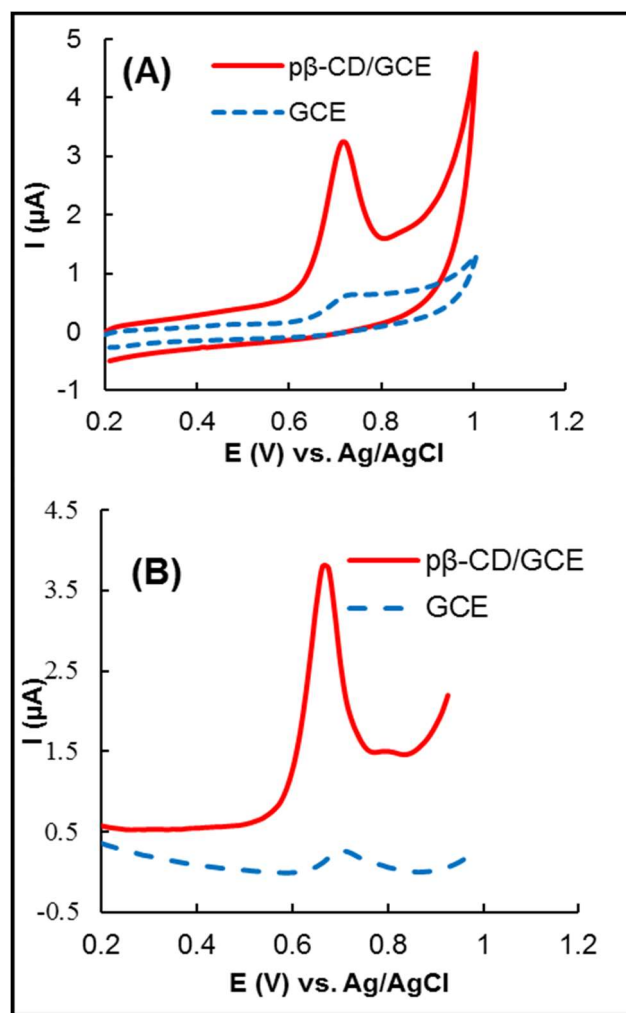 (A)
pβ-CD/GCE
GCE
I (µA)
5
4
3
2
1
0
-1
0.2 0.4 0.6 0.8 1 1.2
E (V) vs. Ag/AgCl
(B)
pβ-CD/GCE
GCE
I (µA)
4.5
3.5
2.5
1.5
0.5
-0.5
0.2 0.4 0.6 0.8 1 1.2
E (V) vs. Ag/AgCl